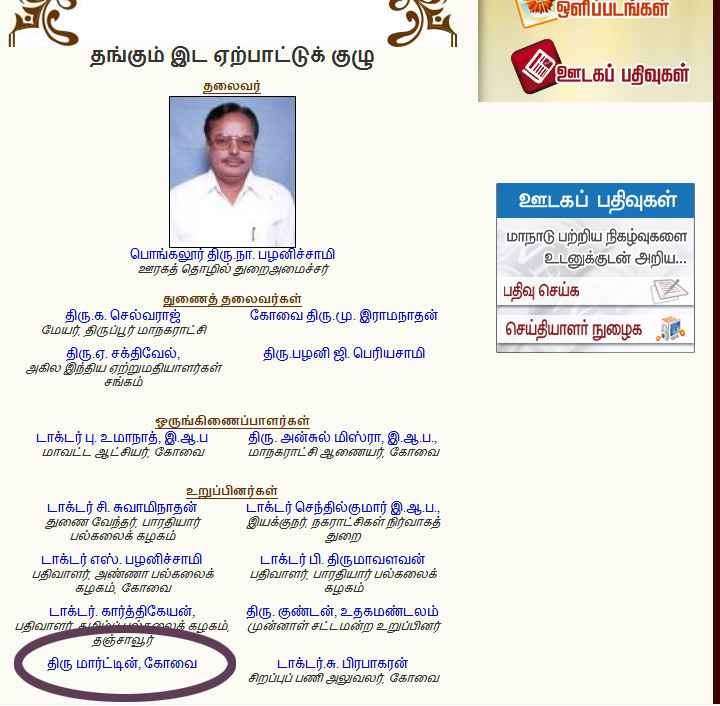 தங்கும் இட ஏற்பாட்டுக் குழு
தலைவர்
பொங்கலூர் திரு.நா. பழனிச்சாமி
ஊரகத் தொழில் துறைஅமைச்சர்
துணைத் தலைவர்கள்
திரு.க. செல்வராஜ்
மேயர், திருப்பூர் மாநகராட்சி
கோவை திரு.மு. இராமநாதன்
திரு.ஏ. சக்திவேல்,
அகில இந்திய ஏற்றுமதியாளர்கள்
சங்கம்
திரு.பழனி ஜி. பெரியசாமி
ஒருங்கிணைப்பாளர்கள்
டாக்டர் பு. உமாநாத், இ.ஆ.ப
மாவட்ட ஆட்சியர், கோவை
திரு. அன்சுல் மிஸ்ரா, இ.ஆ.ப.,
மாநகராட்சி ஆணையர், கோவை
உறுப்பினர்கள்
டாக்டர் சி. சுவாமிநாதன்
துணை வேந்தர், பாரதியார்
பல்கலைக் கழகம்
டாக்டர் செந்தில்குமார் இ.ஆ.ப.,
இயக்குநர், நகராட்சிகள் நிர்வாகத்
துறை
டாக்டர் எஸ். பழனிச்சாமி
பதிவாளர், அண்ணா பல்கலைக்
கழகம், கோவை
டாக்டர் பி. திருமாவளவன்
பதிவாளர், பாரதியார் பல்கலைக்
கழகம்
டாக்டர். கார்த்திகேயன்,
பதிவாளர், தமிழ்ப் பல்கலைக் கழகம்,
தஞ்சாவூர்
திரு. குண்டன், உதகமண்டலம்
முன்னாள் சட்டமன்ற உறுப்பினர்
திரு மார்ட்டின், கோவை
டாக்டர்.சு. பிரபாகரன்
சிறப்புப் பணி அலுவலர், கோவை
ஒளிப்படங்கள்
ஊடகப் பதிவுகள்
ஊடகப் பதிவுகள்
மாநாடு பற்றிய நிகழ்வுகளை
உடனுக்குடன் அறிய...
பதிவு செய்க
செய்தியாளர் நுழைக